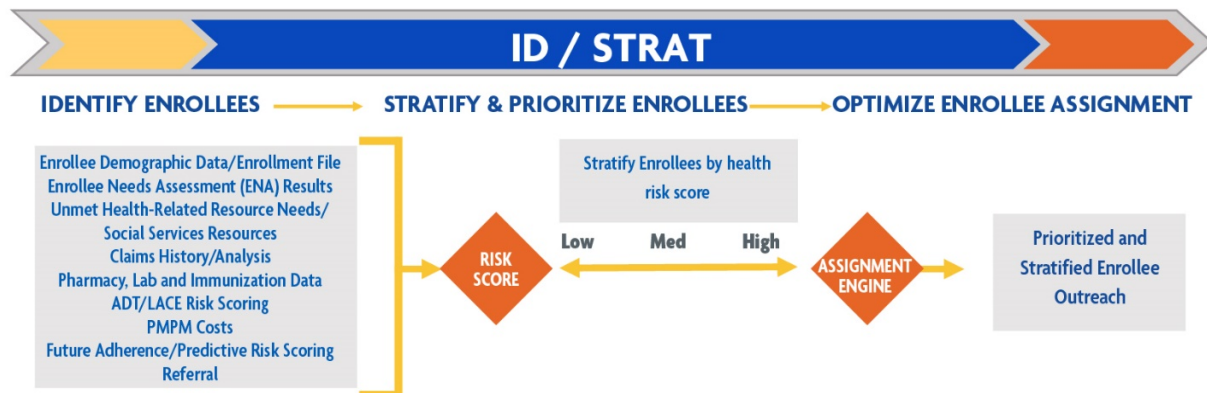 ID / STRAT
IDENTIFY ENROLLEES
STRATIFY & PRIORITIZE ENROLLEES
OPTIMIZE ENROLLEE ASSIGNMENT
Enrollee Demographic Data/Enrollment File
Enrollee Needs Assessment (ENA) Results
Unmet Health-Related Resource Needs/
Social Services Resources
Claims History/Analysis
Pharmacy, Lab and Immunization Data
ADT/LACE Risk Scoring
PMPM Costs
Future Adherence/Predictive Risk Scoring
Referral
RISK
SCORE
Stratify Enrollees by health
risk score
Low Med High
ASSIGNMENT
ENGINE
Prioritized and
Stratified Enrollee
Outreach